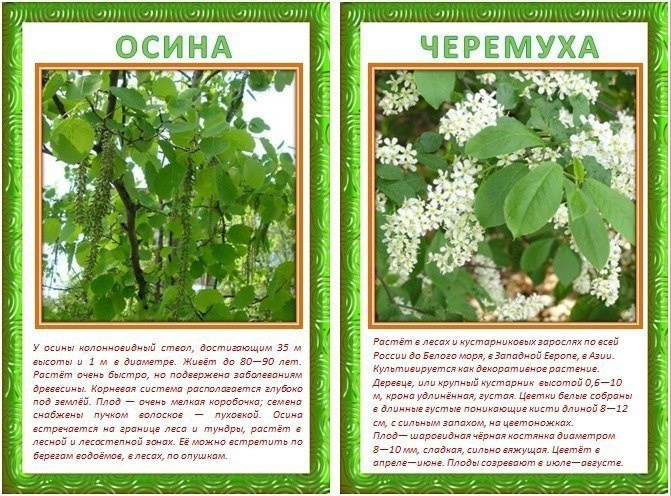 ОСИНА
У осины колонновидный ствол, достигающим 35 м
высоты и 1 м в диаметре. Живёт до 80—90 лет.
Растёт очень быстро, но подвержена заболеваниям
древесины. Корневая система располагается глубоко
под землёй. Плод — очень мелкая коробочка; семена
снабжены пучком волоское — пуховкой. Осина
встречается на границе леса и тундры, растёт в
лесной и лесостепной зонах. Её можно встретить по
берегам водоёмов, в лесах, по опушкам.
ЧЕРЕМУХА
Растёт в лесах и кустарниковых зарослях по всей
России до Белого моря, в Западной Европе, в Азии.
Культивируется как декоративное растение.
Деревце, или крупный кустарник высотой 0,6—10
м, крона удлинённая, густая. Цветки белые собраны
в длинные густые поникающие кисти длиной 8—12
см, с сильным запахом, на цветоножках.
Плод— шаровидная чёрная костянка диаметром
8—10 мм, сладкая, сильно вяжущая. Цветёт в
апреле—июне. Плоды созревают в июле—августе.